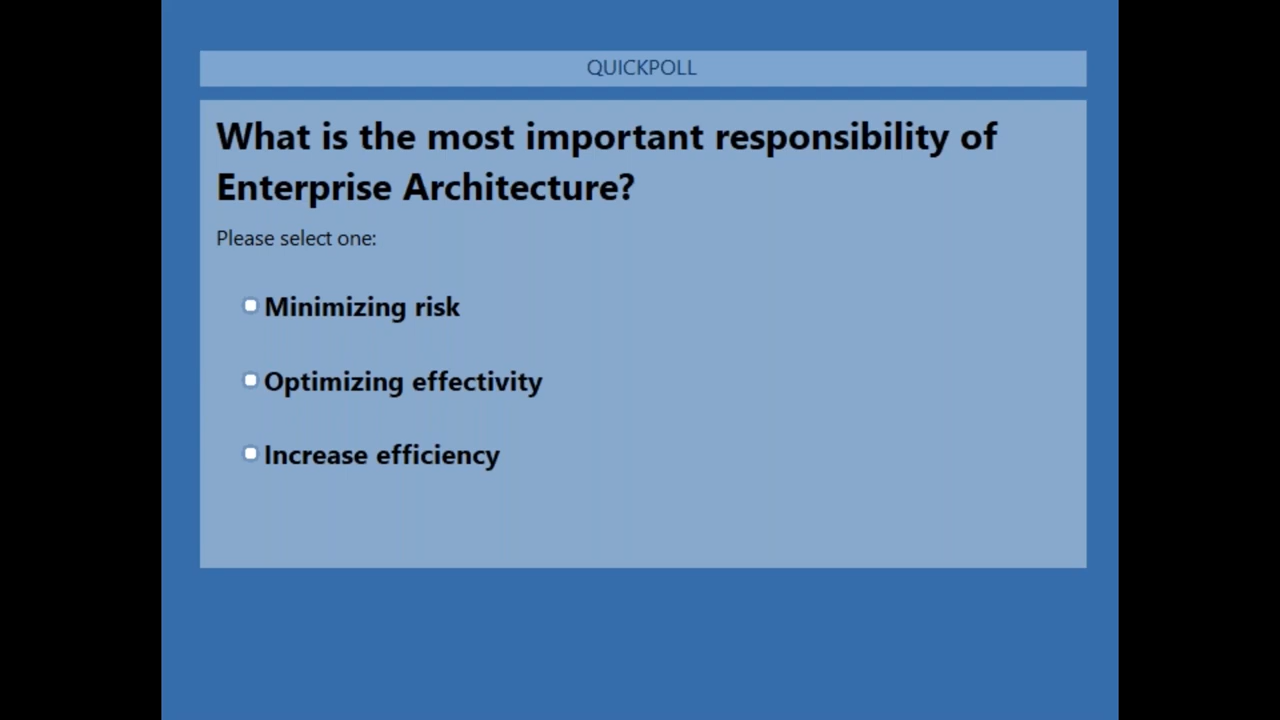 QUICKPOLL
What is the most important responsibility of
Enterprise Architecture?
Please select one:
Minimizing risk
Optimizing effectivity
Increase efficiency